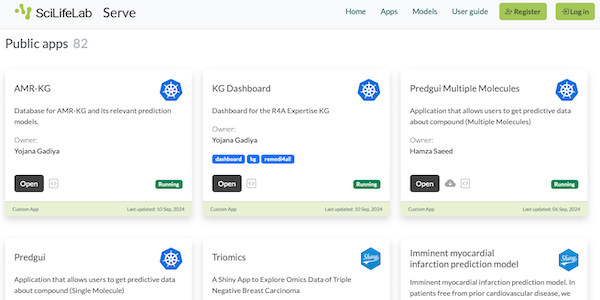 SciLifeLab Serve Home Apps Models User guide Register Log in
Public apps 82
AMR-KG
Database for AMR-KG and its relevant prediction
models.
Owner:
Yojana Gadiya
Open Running
Custom App Last updated: 10 Sep, 2024
KG Dashboard
Dashboard for the R4A Expertise KG
Owner:
Yojana Gadiya
dashboard kg remedi4all
Open Running
Custom App Last updated: 10 Sep, 2024
Predgui Multiple Molecules
Application that allows users to get predictive data
about compound (Multiple Molecules)
Owner:
Hamza Saeed
Open Running
Custom App Last updated: 06 Sep, 2024
Predgui
Application that allows users to get predictive data
about compound (Single Molecule)
Triomics
Shiny
A Shiny App to Explore Omics Data of Triple
Negative Breast Carcinoma
Imminent myocardial
infarction prediction model
Shiny
Imminent myocardial infarction prediction model. In
patients free from prior cardiovascular disease, we